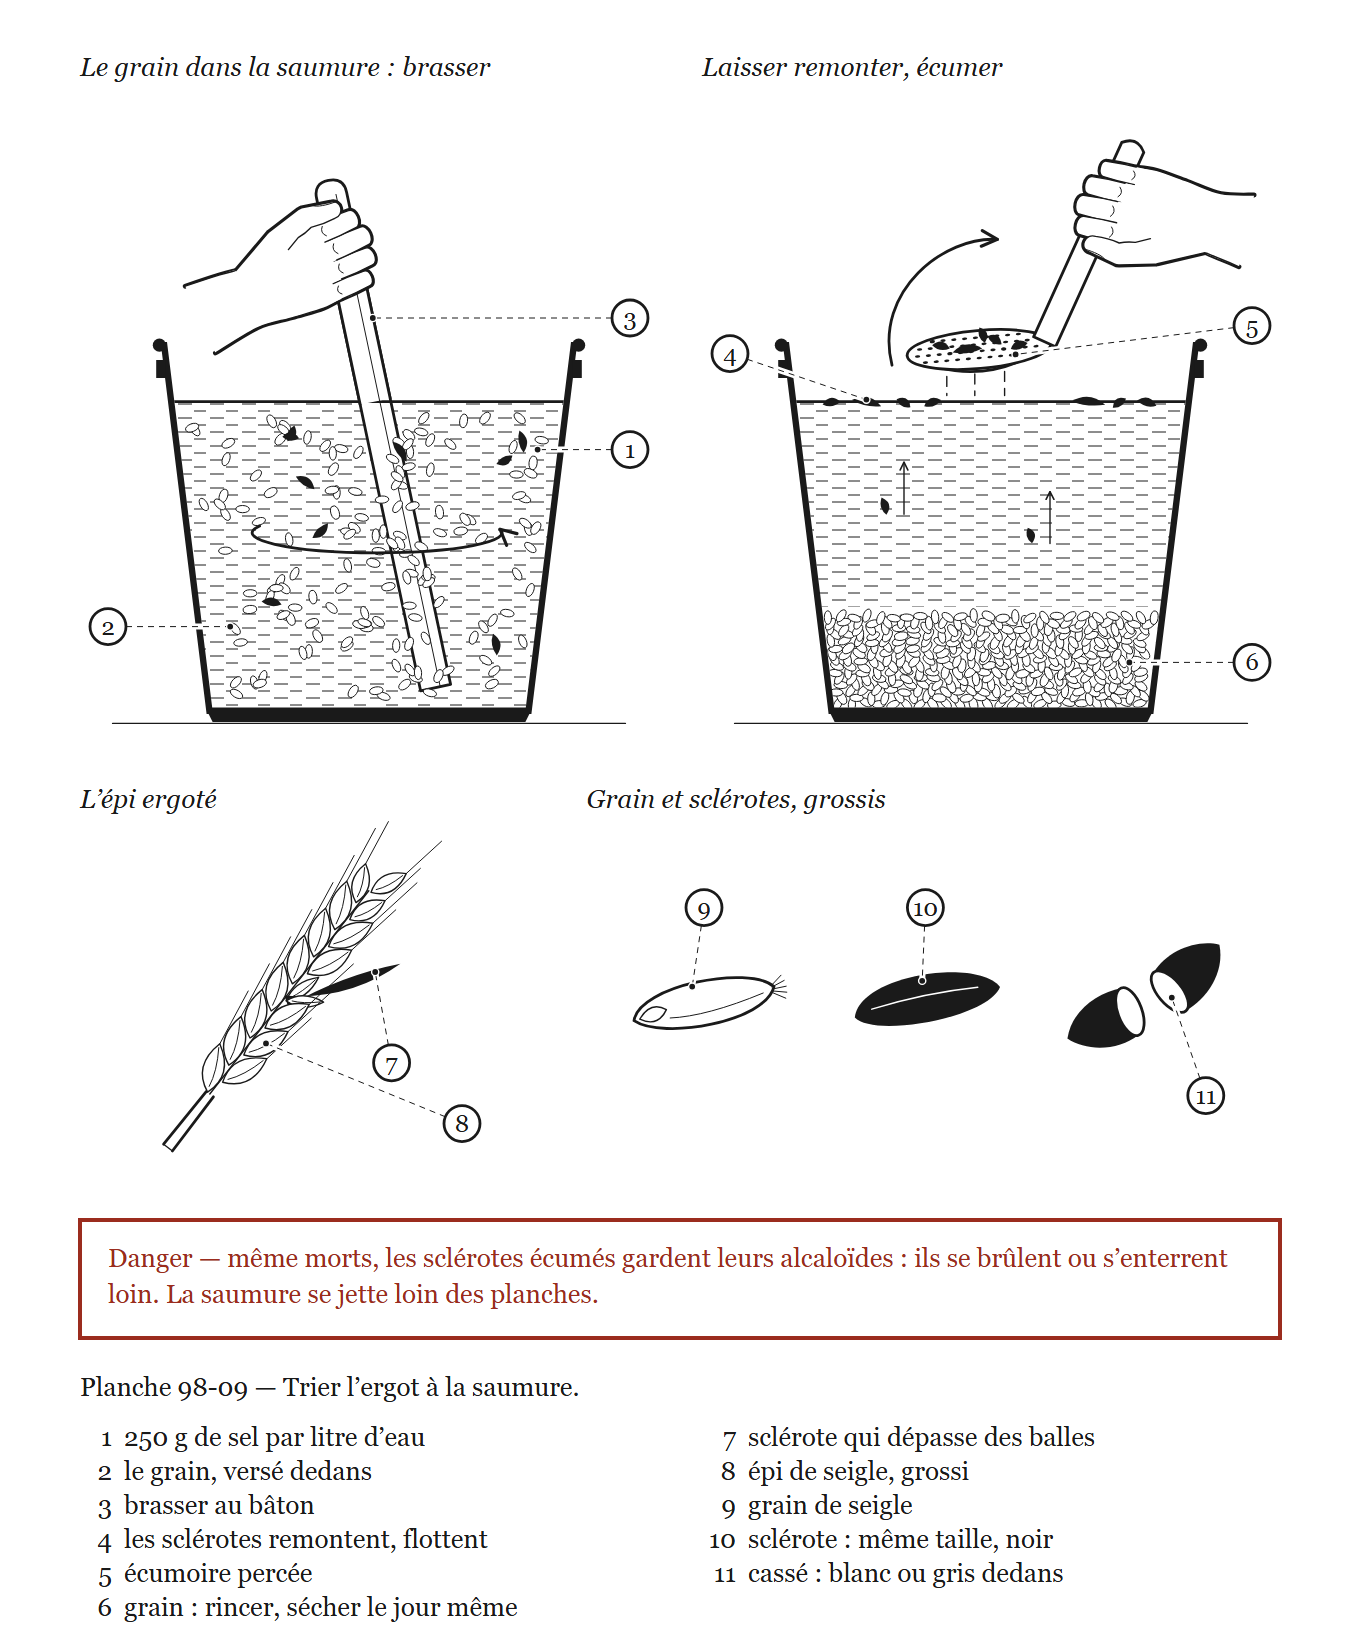 Le grain dans la saumure : brasser
Laisser remonter, écumer
3
4
5
1
2
6
L’épi ergoté
Grain et sclérotes, grossis
9
10
7
8
11
Danger — même morts, les sclérotes écumés gardent leurs alcaloïdes : ils se brûlent ou s’enterrent
loin. La saumure se jette loin des planches.
Planche 98-09 — Trier l’ergot à la saumure.
1 250 g de sel par litre d’eau
2 le grain, versé dedans
3 brasser au bâton
4 les sclérotes remontent, flottent
5 écumoire percée
6 grain : rincer, sécher le jour même
7 sclérote qui dépasse des balles
8 épi de seigle, grossi
9 grain de seigle
10 sclérote : même taille, noir
11 cassé : blanc ou gris dedans